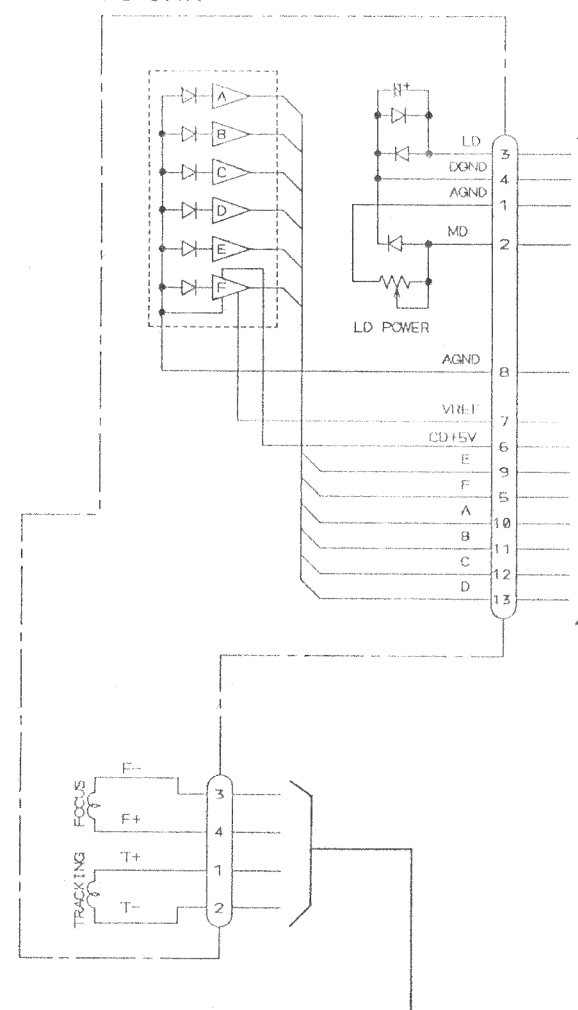 A
B
C
D
E
F
LD 3
DGND 4
AGND 1
MD 2
LD POWER
AGND 8
VREF 7
CD+5V 6
E 9
F 5
A 10
B 11
C 12
D 13
FOCUS
F- 3
F+ 4
TRACKING
T+ 1
T- 2